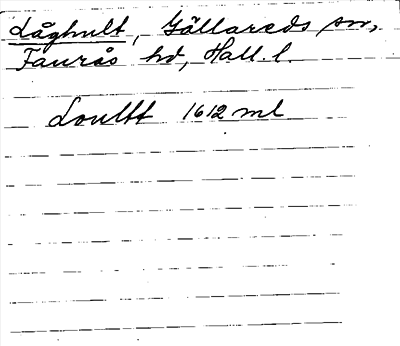 Låghult, Gällareds sn,
Faurås hd, Hall. l.
Loultt 1612 ml